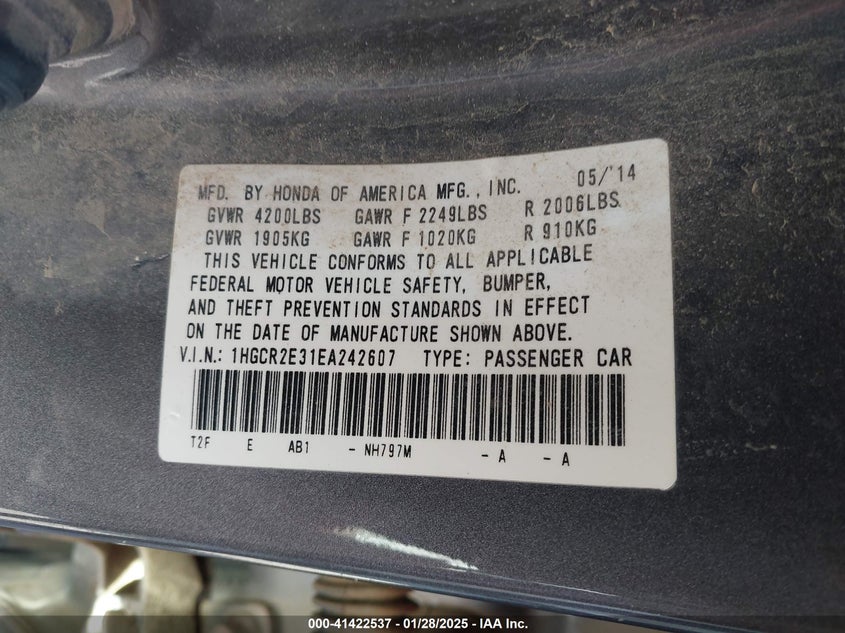 MFD. BY HONDA OF AMERICA MFG., INC. 05/'14
GVWR 4200LBS GAWR F 2249LBS R 2006LBS
GVWR 1905KG GAWR F 1020KG R 910KG
THIS VEHICLE CONFORMS TO ALL APPLICABLE
FEDERAL MOTOR VEHICLE SAFETY, BUMPER,
AND THEFT PREVENTION STANDARDS IN EFFECT
ON THE DATE OF MANUFACTURE SHOWN ABOVE.
V.I.N.: 1HGCR2E31EA242607 TYPE: PASSENGER CAR
T2F E AB1 - NH797M - A - A
000-41422537 - 01/28/2025 - IAA Inc.